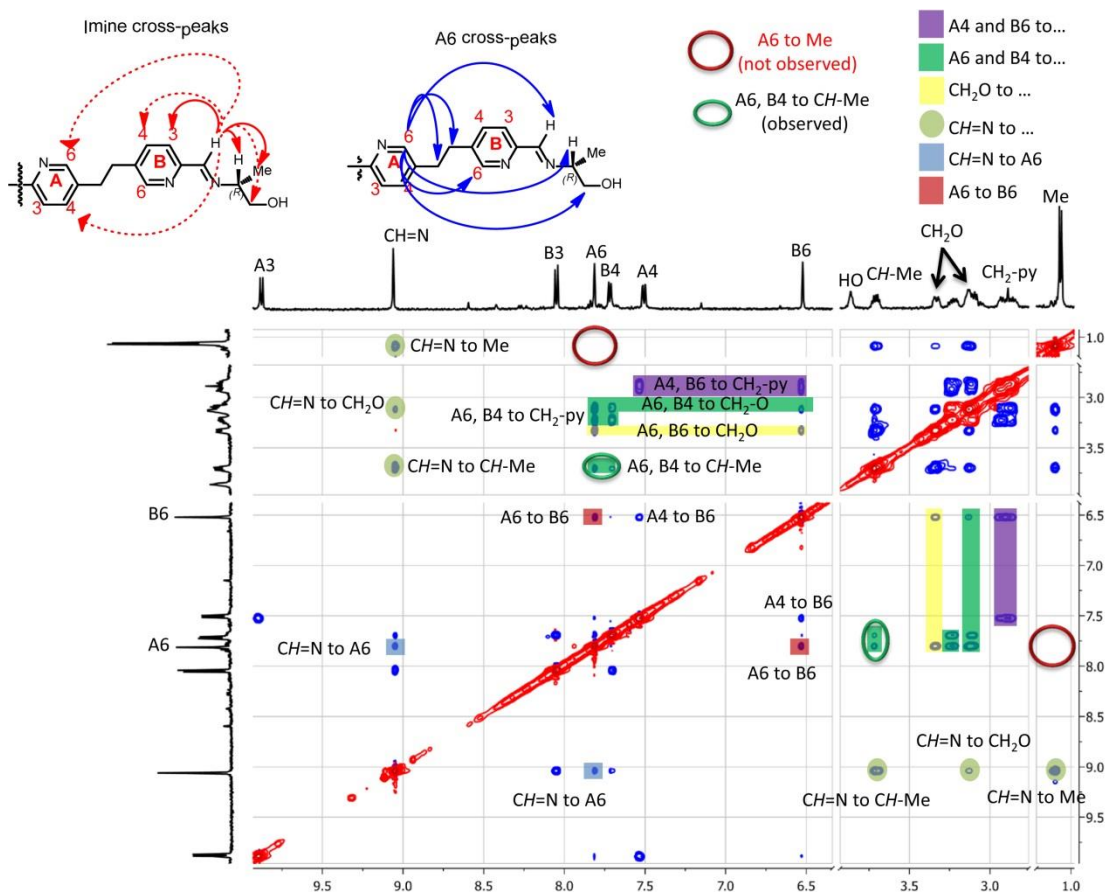 Imine cross-peaks
N
6
A
3
4
4
3
B
6
N
H
N
H
Me
(R)
OH
A6 cross-peaks
N
6
A
3
4
4
3
B
6
N
H
N
H
Me
(R)
OH
A6 to Me
(not observed)
A6, B4 to CH-Me
(observed)
A4 and B6 to...
A6 and B4 to...
CH₂O to ...
CH=N to ...
CH=N to A6
A6 to B6
A3
CH=N
B3
A6
B4
A4
B6
HO
CH-Me
CH₂O
CH₂-py
Me
CH=N to Me
1.0
A4, B6 to CH₂-py
CH=N to CH₂O
A6, B4 to CH₂-py
A6, B4 to CH₂-O
3.0
A6, B6 to CH₂O
CH=N to CH-Me
A6, B4 to CH-Me
3.5
B6
A6 to B6
A4 to B6
6.5
7.0
A4 to B6
7.5
A6
CH=N to A6
A6 to B6
8.0
8.5
CH=N to CH₂O
9.0
CH=N to A6
CH=N to CH-Me
CH=N to Me
9.5
9.5
9.0
8.5
8.0
7.5
7.0
6.5
3.5
3.0
1.0